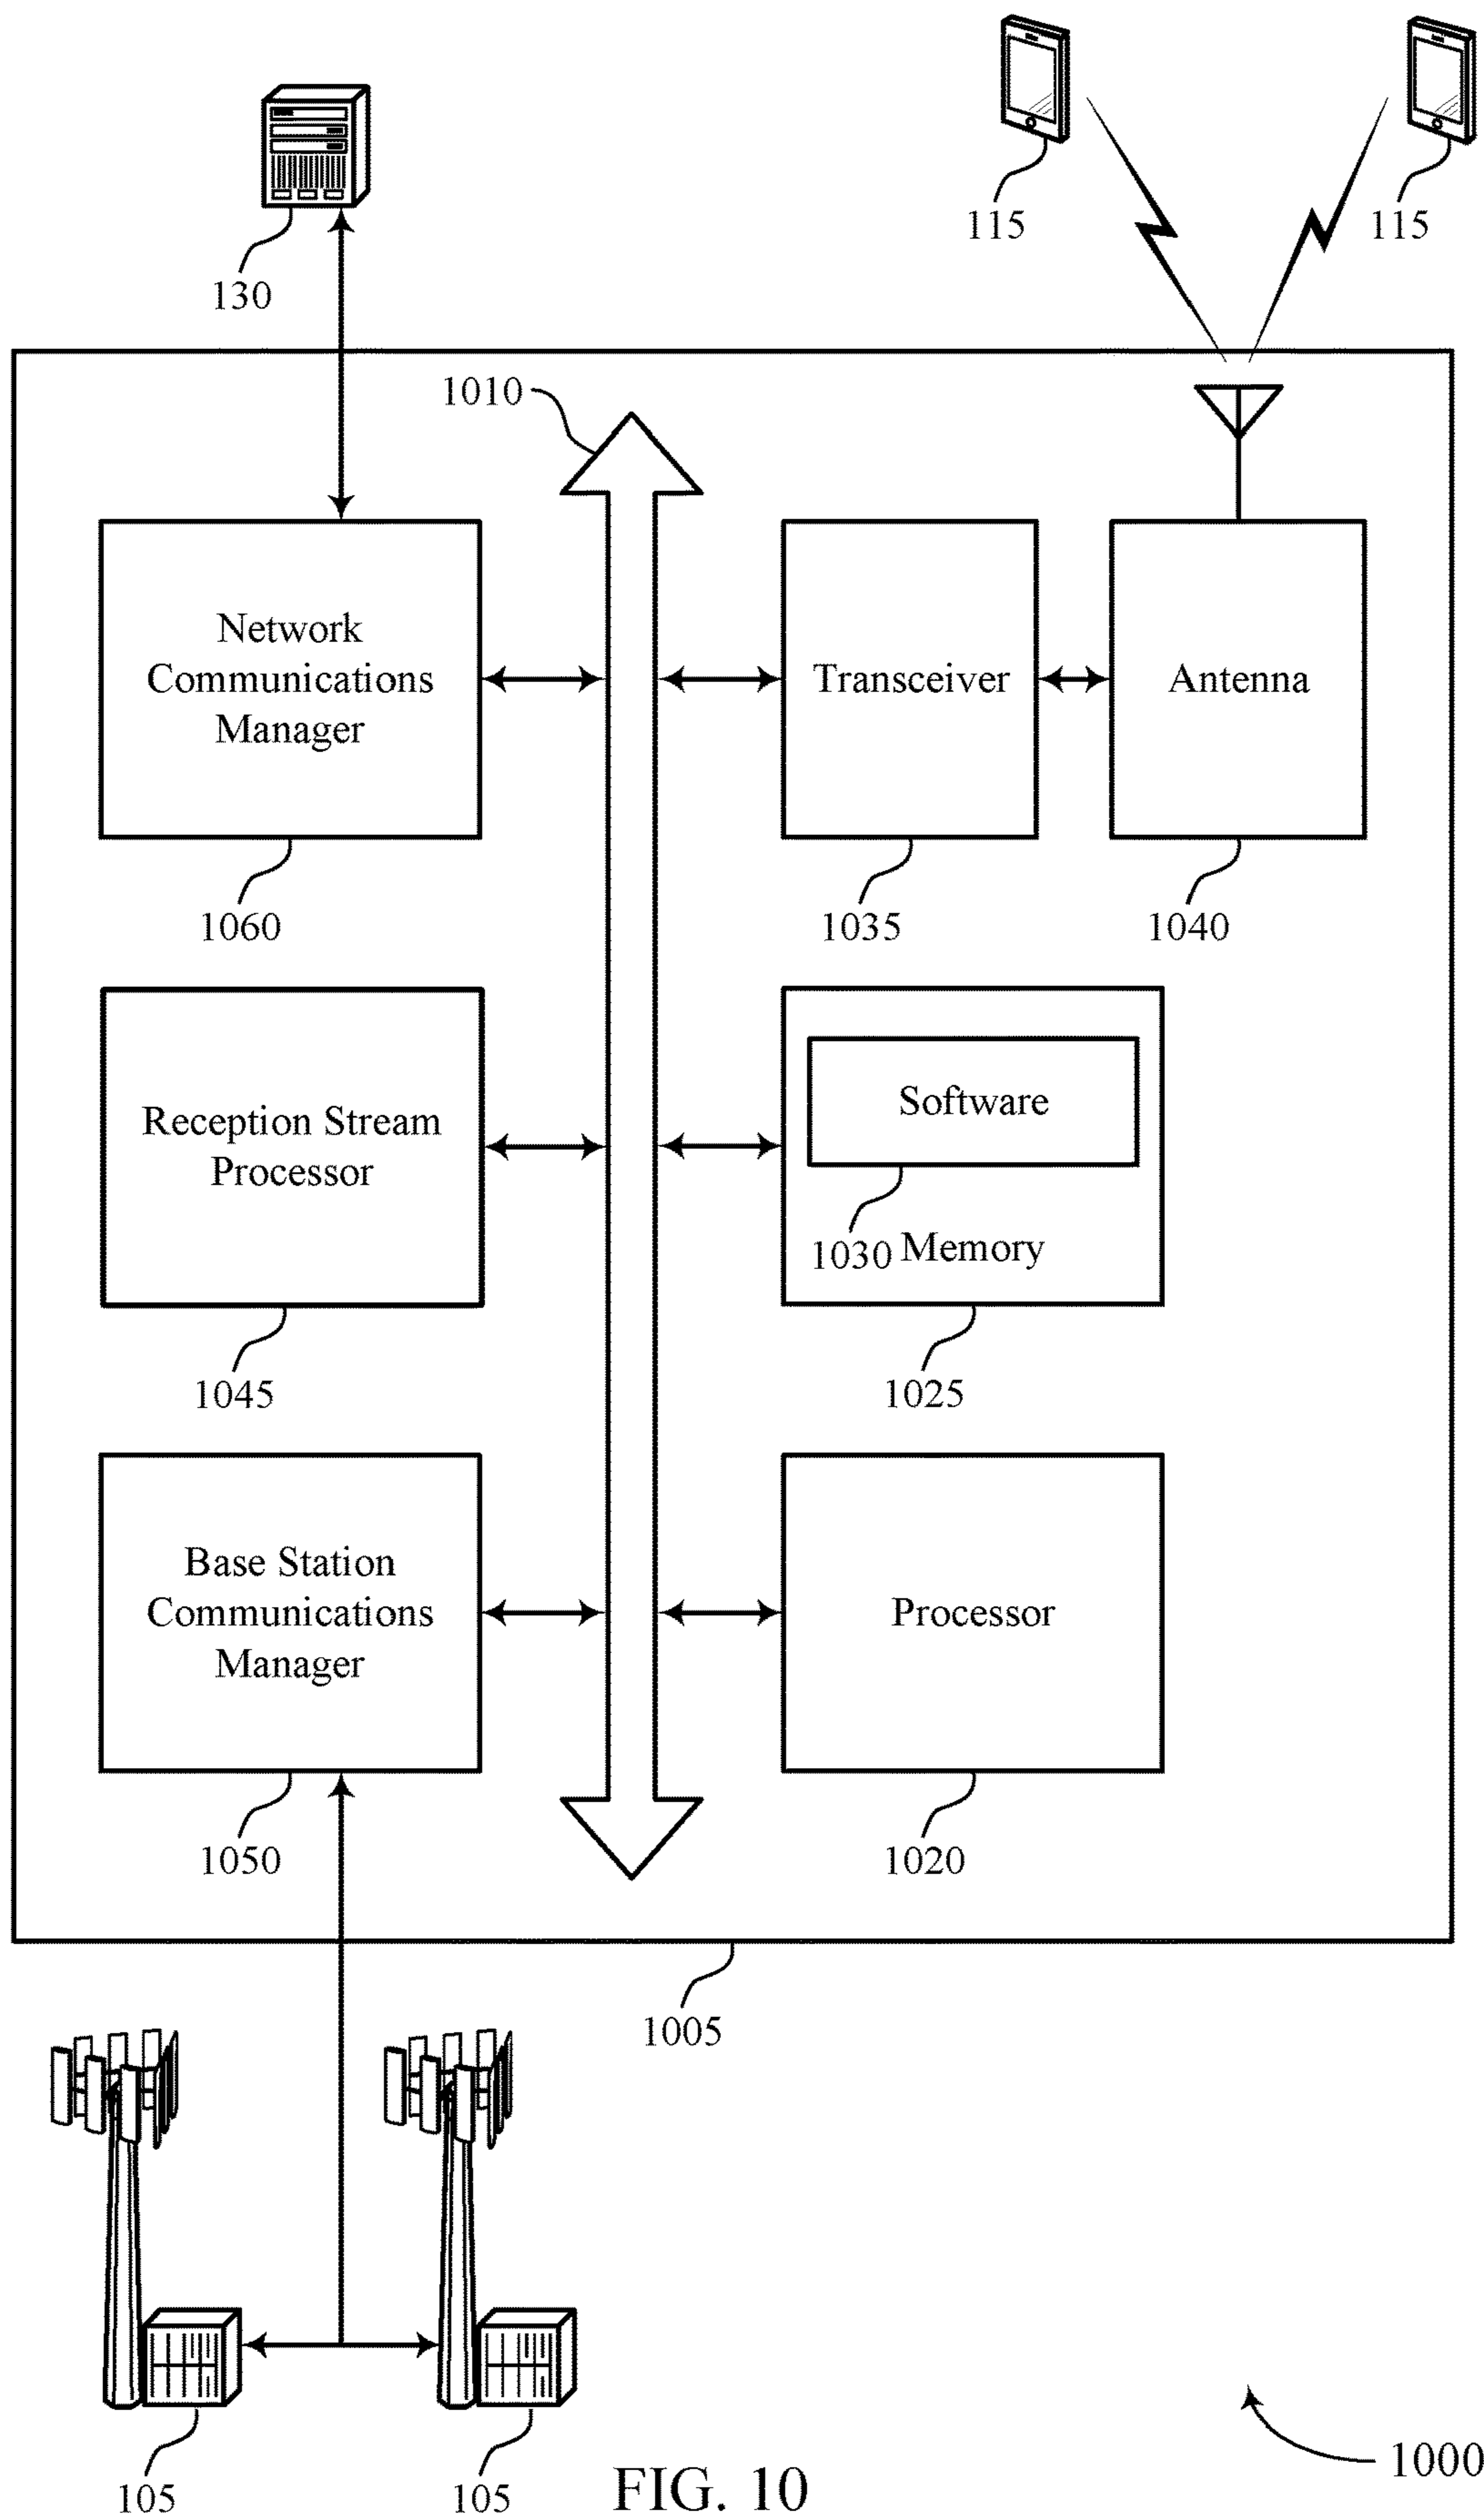 115
115
130
1010
Network
Communications
Manager
Transceiver
Antenna
1060
1035
1040
Reception Stream
Processor
Software
1030
Memory
1045
1025
Base Station
Communications
Manager
Processor
1050
1020
1005
105
105
1000
FIG. 10